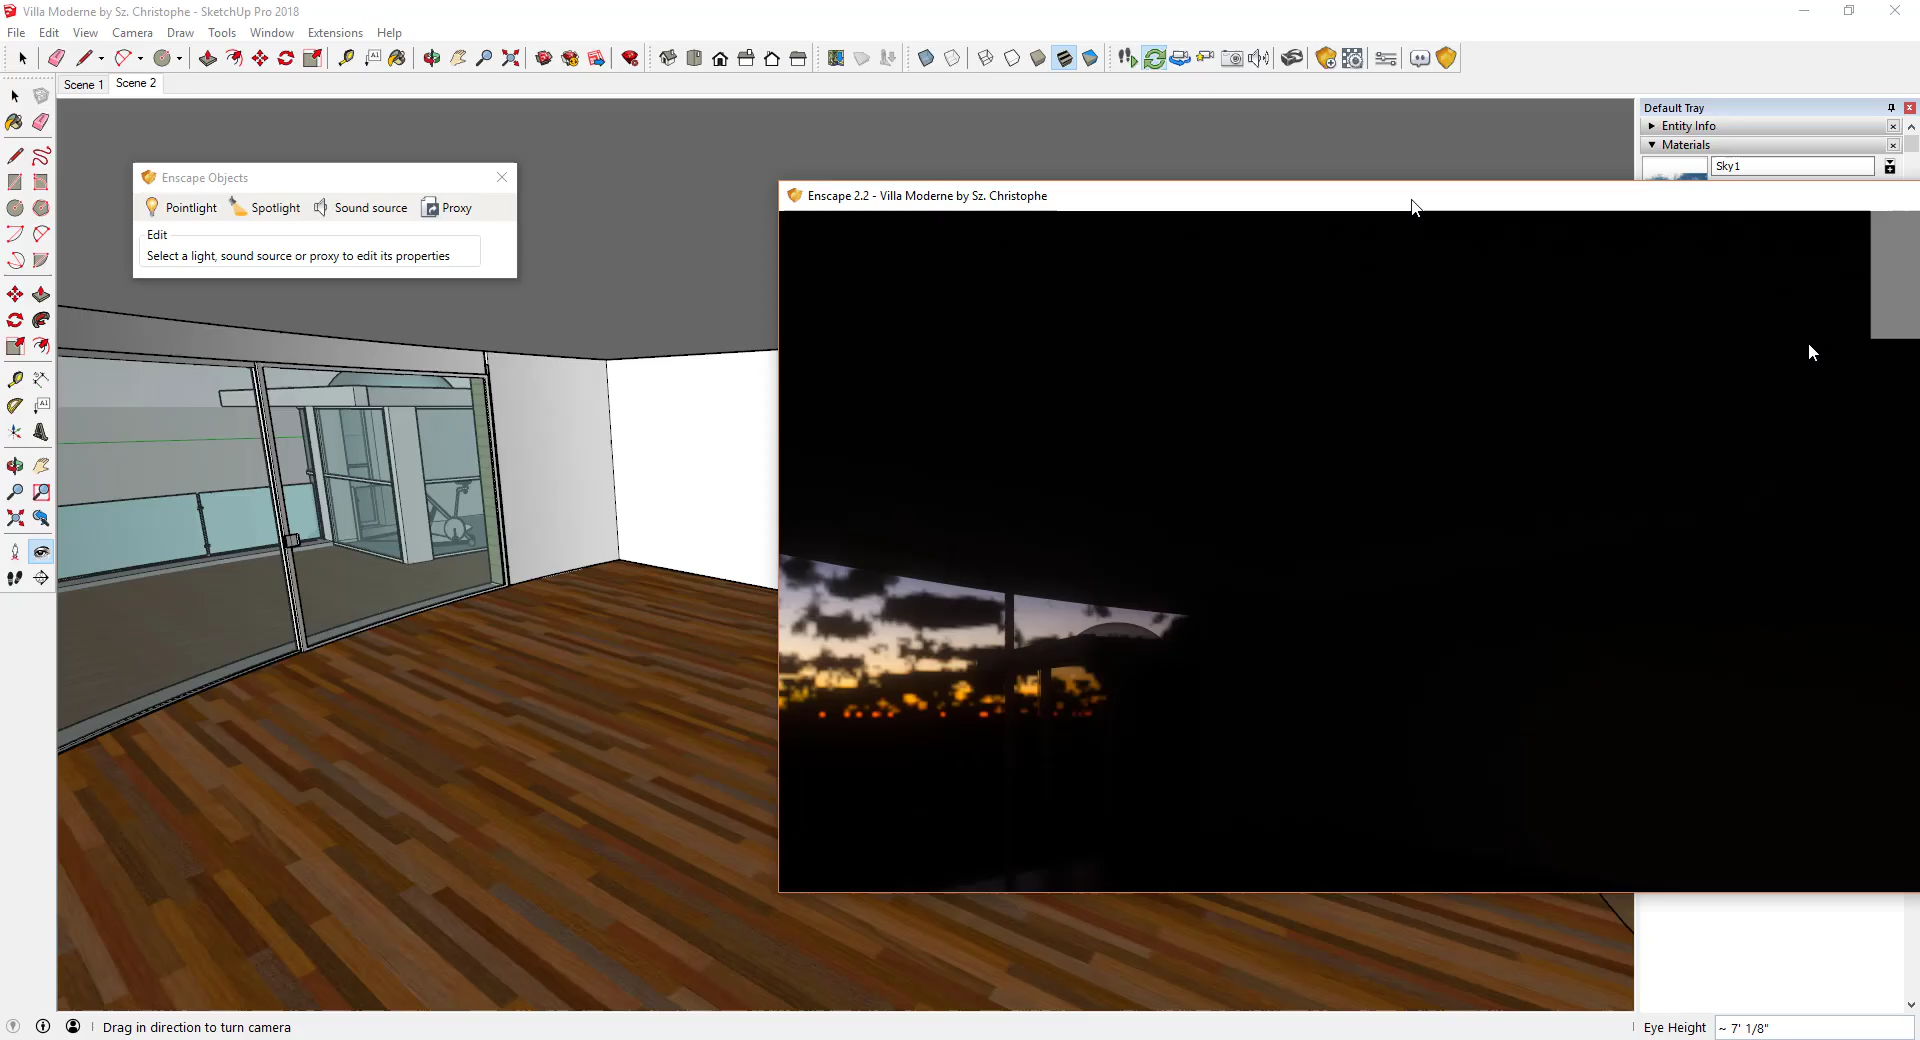 Villa Moderne by Sz. Christophe - SketchUp Pro 2018
File Edit View Camera Draw Tools Window Extensions Help
Scene 1 Scene 2
Default Tray
Entity Info
Materials
Sky1
Enscape Objects
Pointlight Spotlight Sound source Proxy
Edit
Select a light, sound source or proxy to edit its properties
Enscape 2.2 - Villa Moderne by Sz. Christophe
Drag in direction to turn camera
Eye Height ~ 7' 1/8"